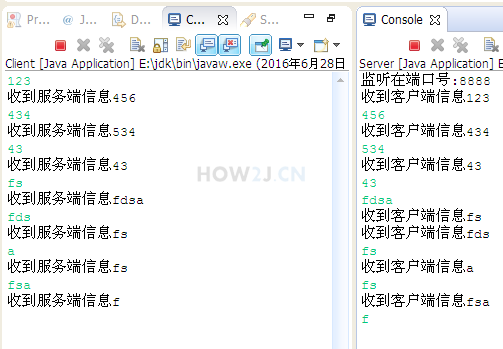 Pr... @ J... D... C... S...
Client [Java Application] E:\jdk\bin\javaw.exe (2016年6月28日
123
收到服务端信息456
434
收到服务端信息534
43
收到服务端信息43
fs
收到服务端信息fdsa
fds
收到服务端信息fs
a
收到服务端信息fs
fsa
收到服务端信息f
HOW2J.CN
Console
Server [Java Application] E
监听在端口号:8888
收到客户端信息123
456
收到客户端信息434
534
收到客户端信息43
43
fdsa
收到客户端信息fs
收到客户端信息fds
fs
收到客户端信息a
fs
收到客户端信息fsa
f